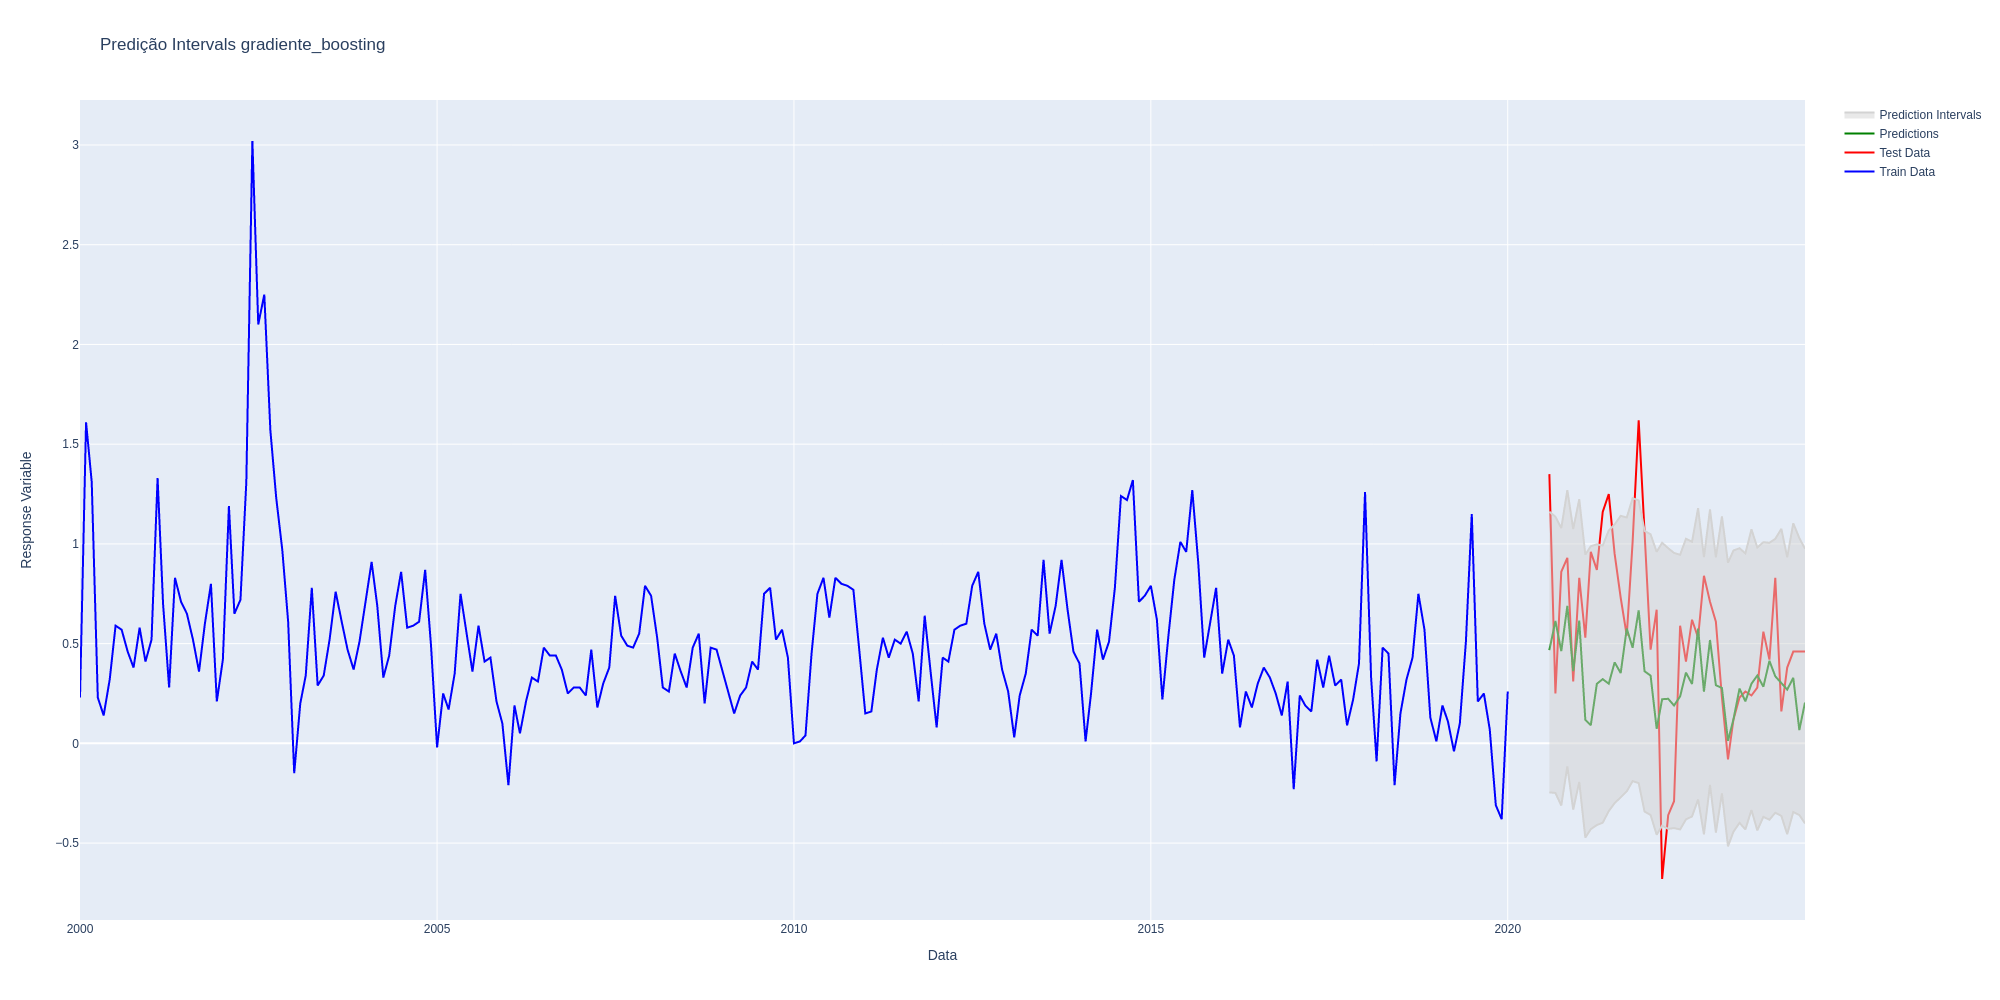 Predição Intervals gradiente_boosting
Prediction Intervals
Predictions
Test Data
Train Data
Response Variable
3
2.5
2
1.5
1
0.5
0
−0.5
2000
2005
2010
2015
2020
Data